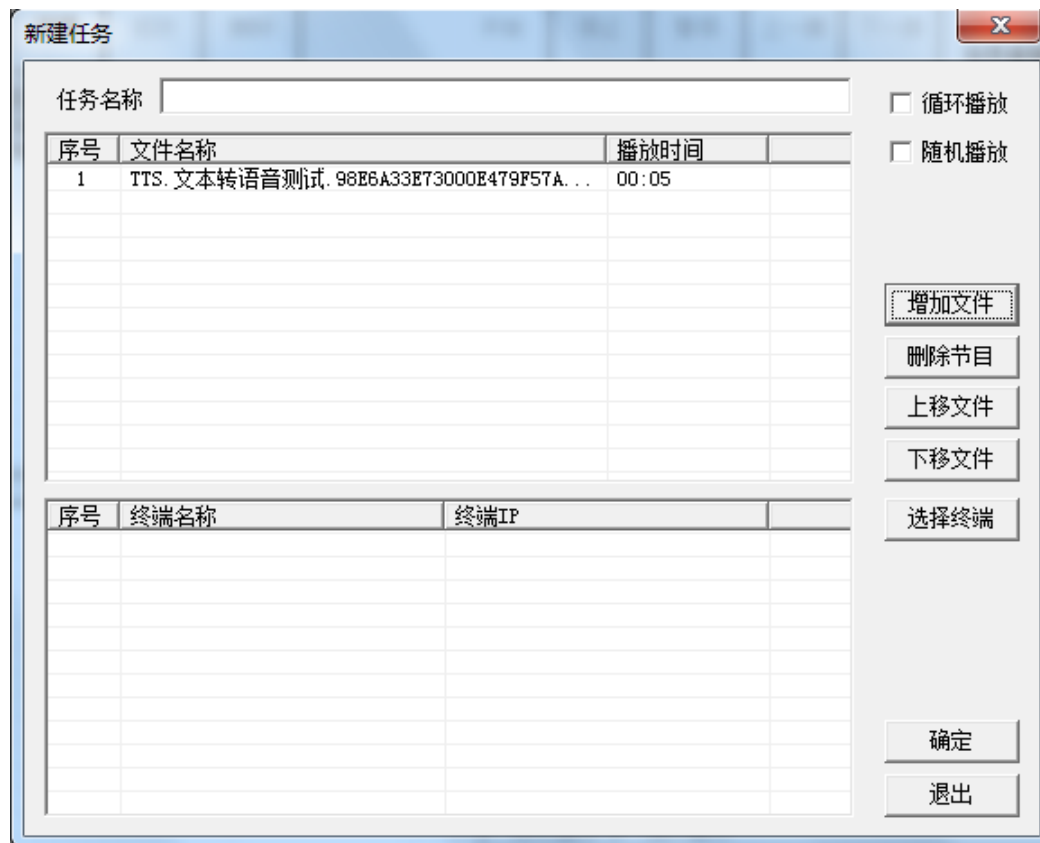 新建任务
任务名称
循环播放
随机播放
序号 文件名称 播放时间
1 TTS.文本转语音测试.98E6A33E73000E479F57A... 00:05
增加文件
删除节目
上移文件
下移文件
序号 终端名称 终端IP
选择终端
确定
退出